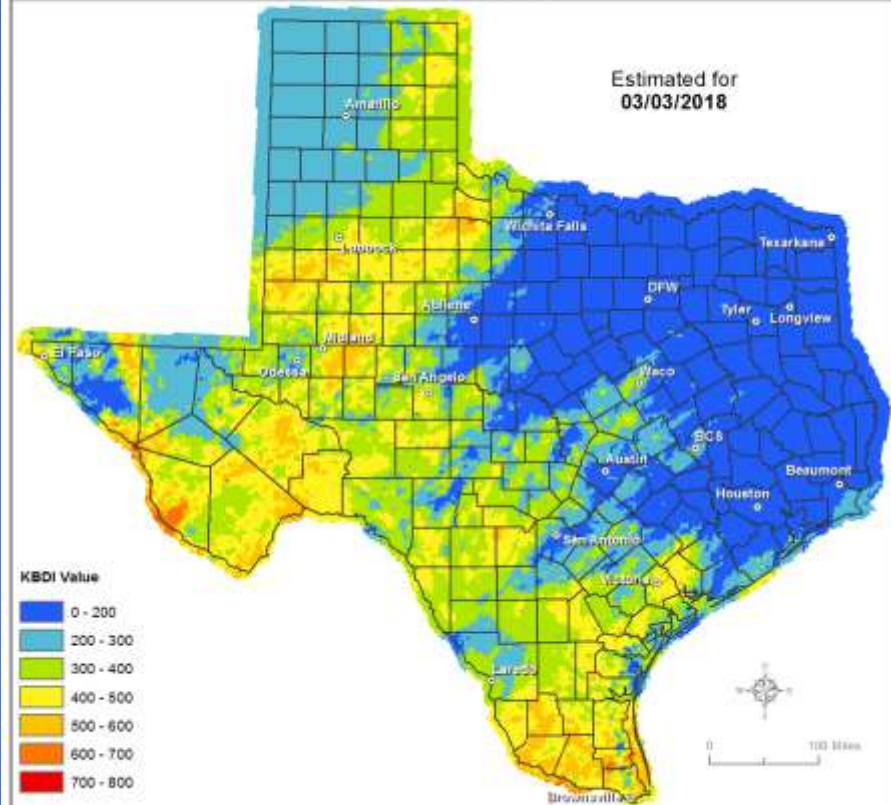 Estimated for
03/03/2018
Amarillo
Wichita Falls
Texarkana
Lubbock
DFW
Abilene
Tyler
Longview
El Paso
Midland
Odessa
San Angelo
Waco
BCS
Austin
Beaumont
Houston
San Antonio
Victoria
Laredo
Brownsville
KBDI Value
0 - 200
200 - 300
300 - 400
400 - 500
500 - 600
600 - 700
700 - 800
0 100 Miles